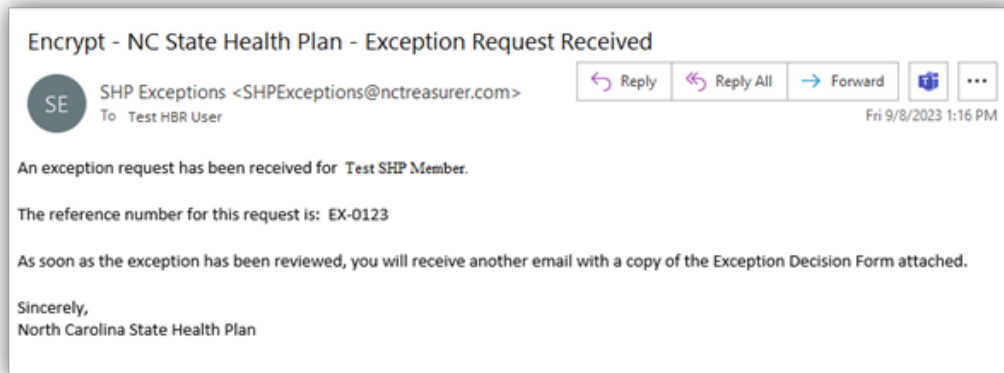 Encrypt - NC State Health Plan - Exception Request Received
SE
SHP Exceptions <SHPExceptions@nctreasurer.com>
To Test HBR User
Reply
Reply All
Forward
Fri 9/8/2023 1:16 PM
An exception request has been received for Test SHP Member.
The reference number for this request is: EX-0123
As soon as the exception has been reviewed, you will receive another email with a copy of the Exception Decision Form attached.
Sincerely,
North Carolina State Health Plan